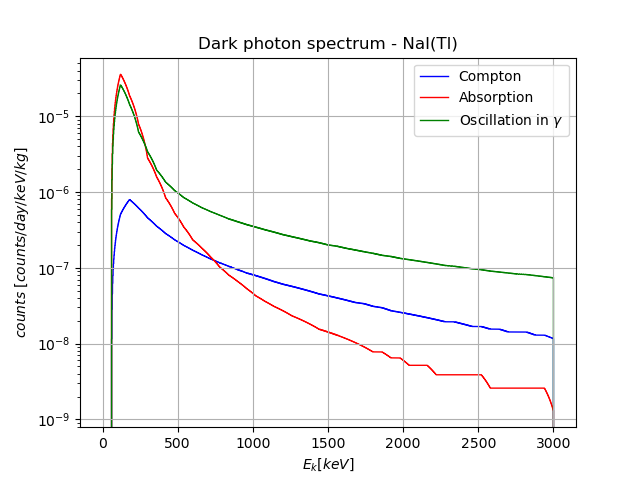 Dark photon spectrum - NaI(Tl)
Compton
Absorption
Oscillation in γ
counts [counts/day/keV/kg]
10⁻⁵
10⁻⁶
10⁻⁷
10⁻⁸
10⁻⁹
0 500 1000 1500 2000 2500 3000
E_k[keV]